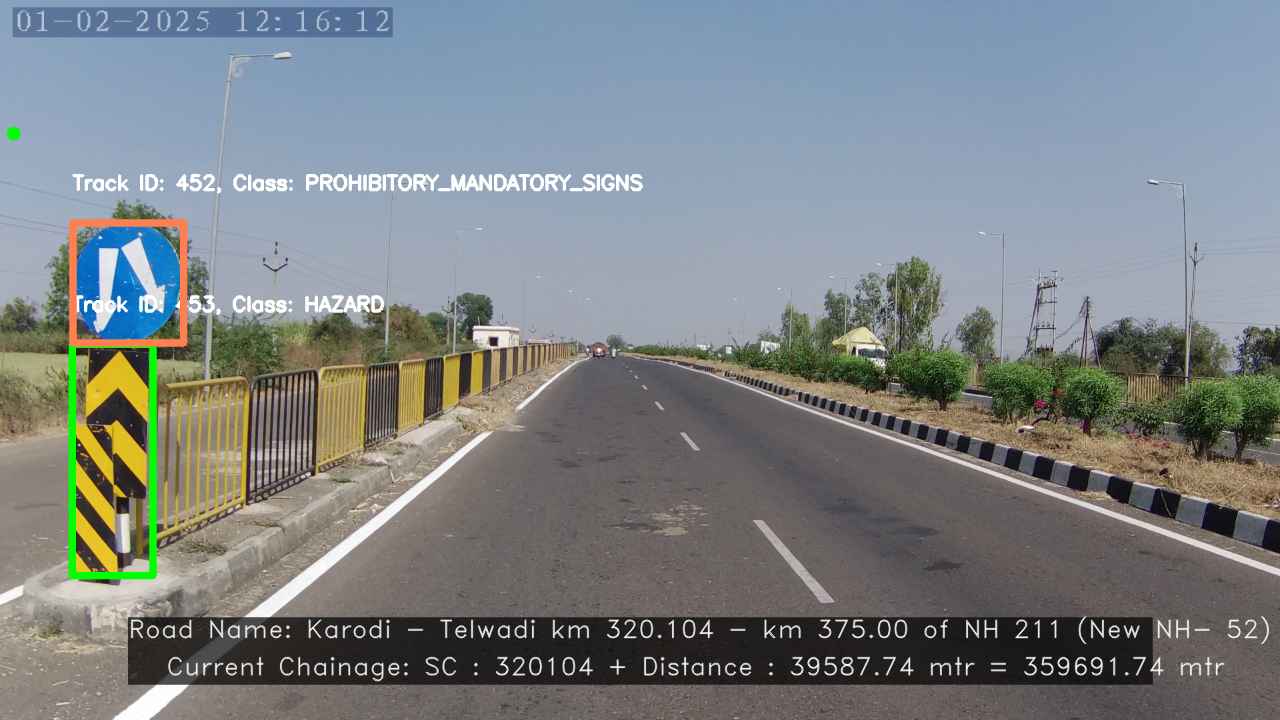 01-02-2025 12:16:12
Track ID: 452, Class: PROHIBITORY_MANDATORY_SIGNS
Track ID: 453, Class: HAZARD
Road Name: Karodi - Telwadi km 320.104 - km 375.00 of NH 211 (New NH- 52)
Current Chainage: SC : 320104 + Distance : 39587.74 mtr = 359691.74 mtr